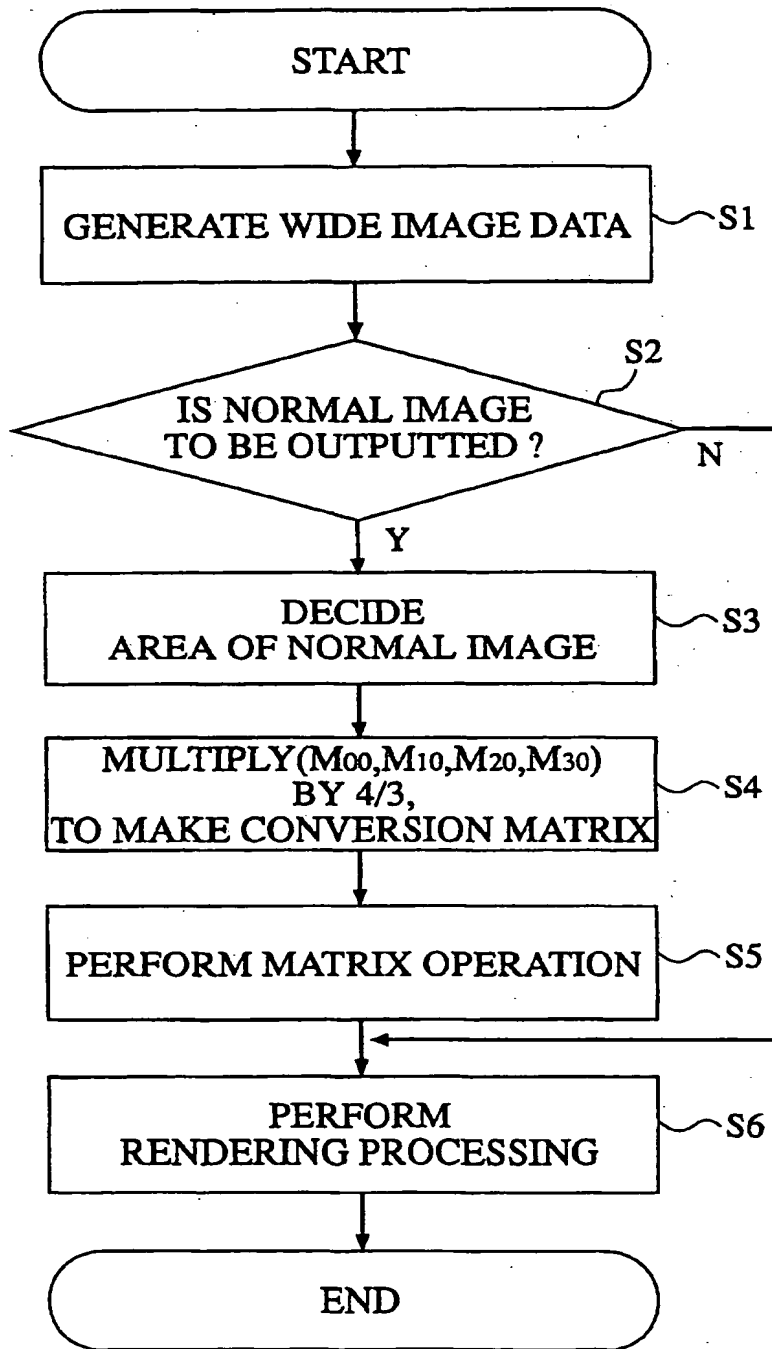 START
GENERATE WIDE IMAGE DATA
S1
S2
IS NORMAL IMAGE
TO BE OUTPUTTED ?
N
Y
DECIDE
AREA OF NORMAL IMAGE
S3
MULTIPLY(M00,M10,M20,M30)
BY 4/3,
TO MAKE CONVERSION MATRIX
S4
PERFORM MATRIX OPERATION
S5
PERFORM
RENDERING PROCESSING
S6
END